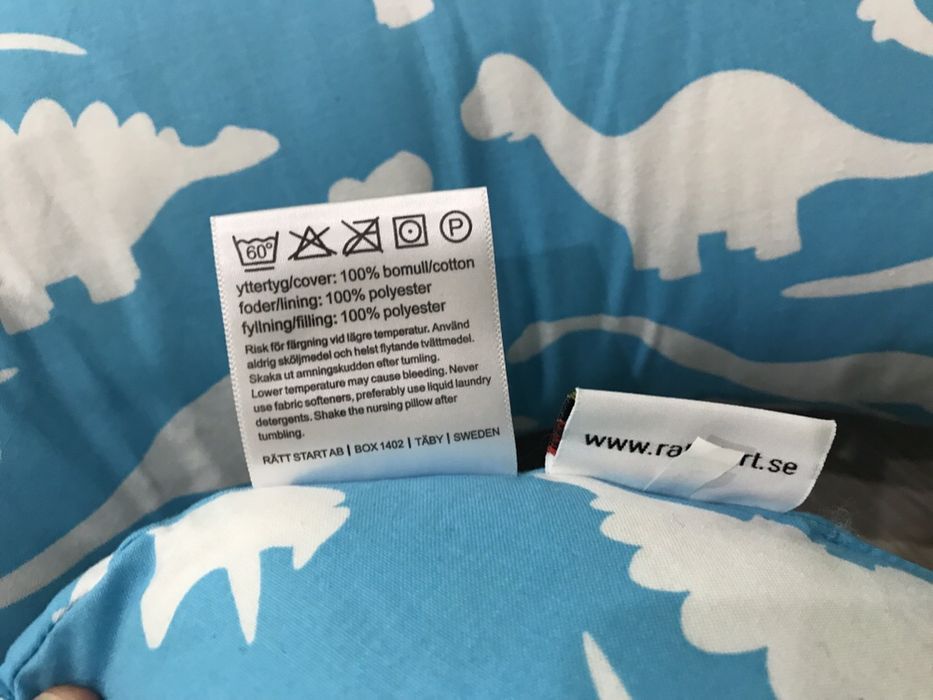 60°
P
yttertyg/cover: 100% bomull/cotton
foder/lining: 100% polyester
fyllning/filling: 100% polyester
Risk för färgning vid lägre temperatur. Använd
aldrig sköljmedel och helst flytande tvättmedel.
Skaka ut amningskudden efter tumling.
Lower temperature may cause bleeding. Never
use fabric softeners, preferably use liquid laundry
detergents. Shake the nursing pillow after
tumbling.
RÄTT START AB | BOX 1402 | TÄBY | SWEDEN